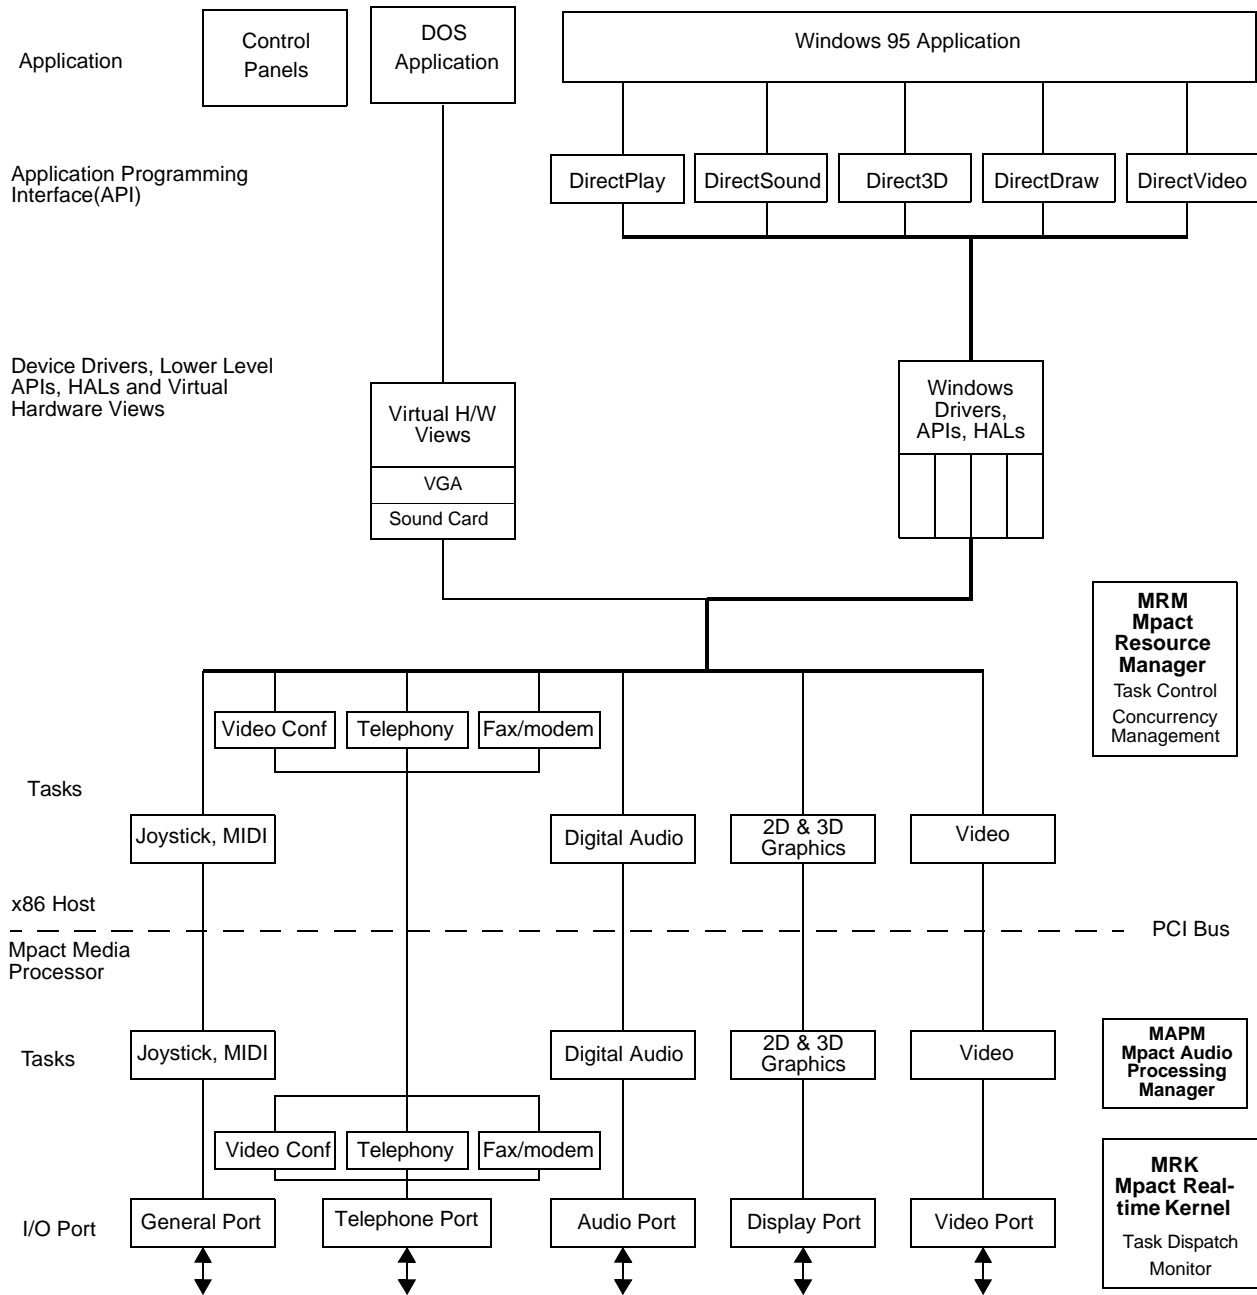 Application
Control
Panels
DOS
Application
Windows 95 Application
Application Programming
Interface(API)
DirectPlay
DirectSound
Direct3D
DirectDraw
DirectVideo
Device Drivers, Lower Level
APIs, HALs and Virtual
Hardware Views
Virtual H/W
Views
VGA
Sound Card
Windows
Drivers,
APIs, HALs
MRM
Mpact
Resource
Manager
Task Control
Concurrency
Management
Video Conf
Telephony
Fax/modem
Tasks
Joystick, MIDI
Digital Audio
2D & 3D
Graphics
Video
x86 Host
PCI Bus
Mpact Media
Processor
Tasks
Joystick, MIDI
Digital Audio
2D & 3D
Graphics
Video
MAPM
Mpact Audio
Processing
Manager
Video Conf
Telephony
Fax/modem
MRK
Mpact Real-
time Kernel
Task Dispatch
Monitor
I/O Port
General Port
Telephone Port
Audio Port
Display Port
Video Port